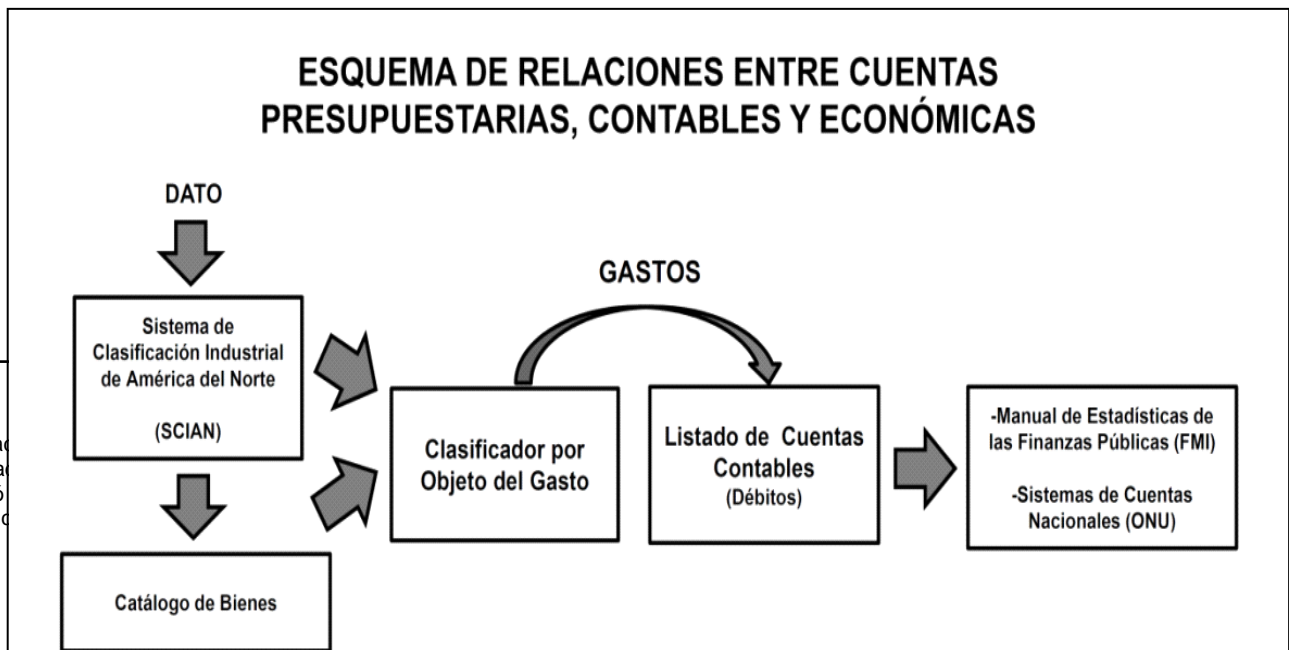 ESQUEMA DE RELACIONES ENTRE CUENTAS
PRESUPUESTARIAS, CONTABLES Y ECONÓMICAS
DATO
GASTOS
Sistema de
Clasificación Industrial
de América del Norte
(SCIAN)
Clasificador por
Objeto del Gasto
Listado de Cuentas
Contables
(Débitos)
-Manual de Estadísticas de
las Finanzas Públicas (FMI)
-Sistemas de Cuentas
Nacionales (ONU)
Catálogo de Bienes